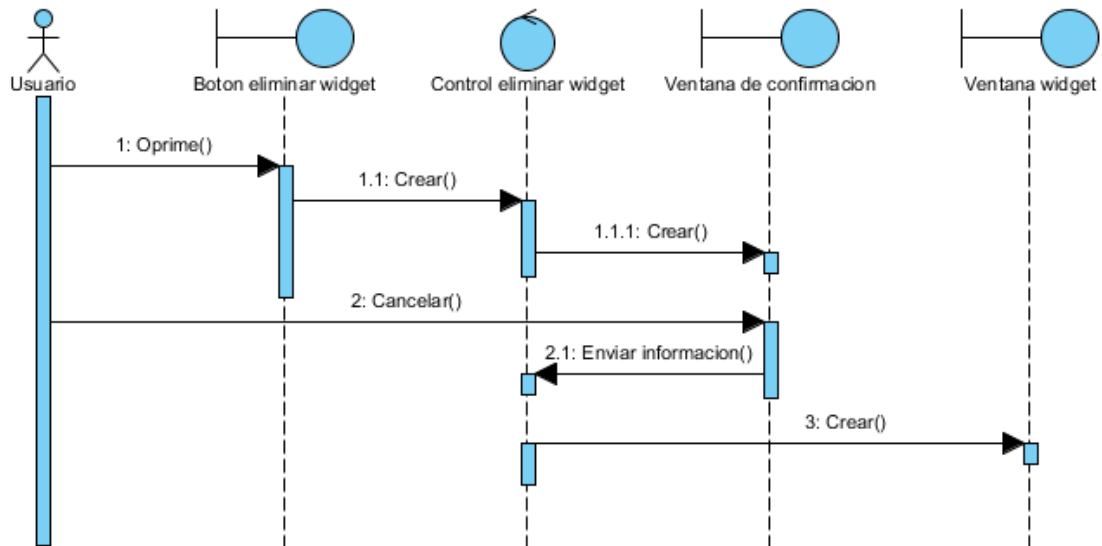 Usuario
Boton eliminar widget
Control eliminar widget
Ventana de confirmacion
Ventana widget
1: Oprime()
1.1: Crear()
1.1.1: Crear()
2: Cancelar()
2.1: Enviar informacion()
3: Crear()